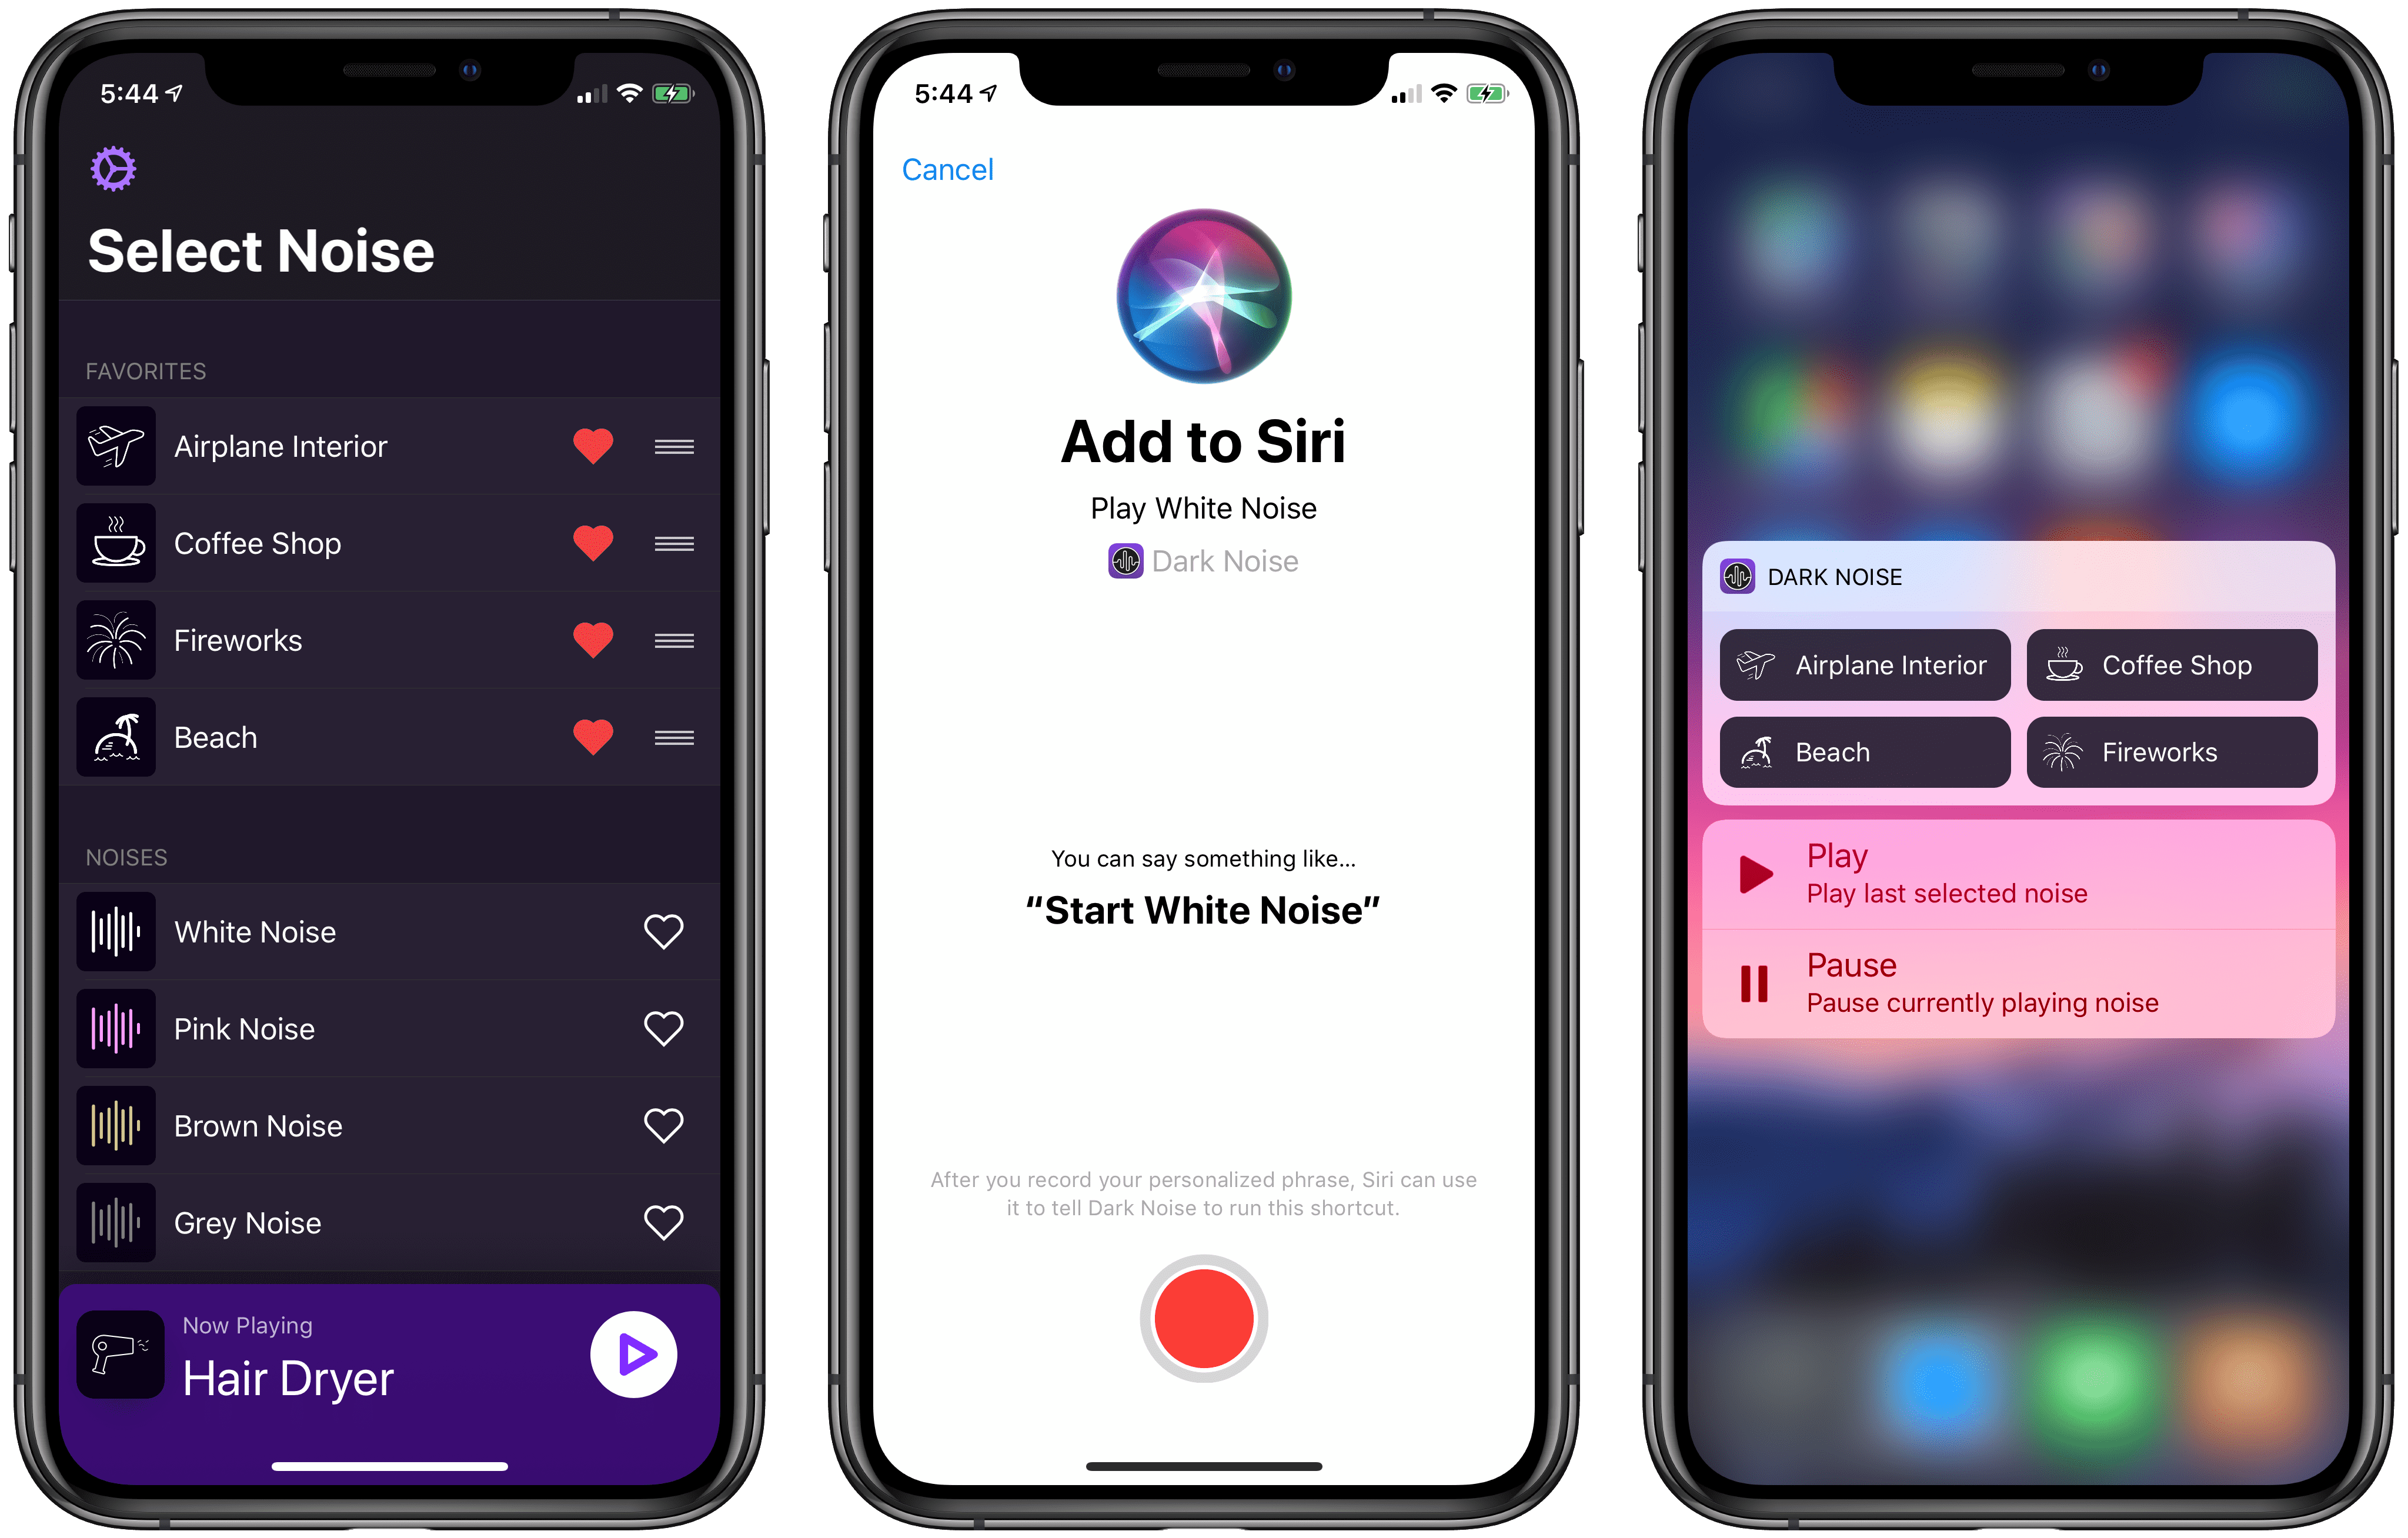 5:44
Select Noise
FAVORITES
Airplane Interior
Coffee Shop
Fireworks
Beach
NOISES
White Noise
Pink Noise
Brown Noise
Grey Noise
Now Playing
Hair Dryer
5:44
Cancel
Add to Siri
Play White Noise
Dark Noise
You can say something like...
“Start White Noise”
After you record your personalized phrase, Siri can use
it to tell Dark Noise to run this shortcut.
DARK NOISE
Airplane Interior
Coffee Shop
Beach
Fireworks
Play
Play last selected noise
Pause
Pause currently playing noise